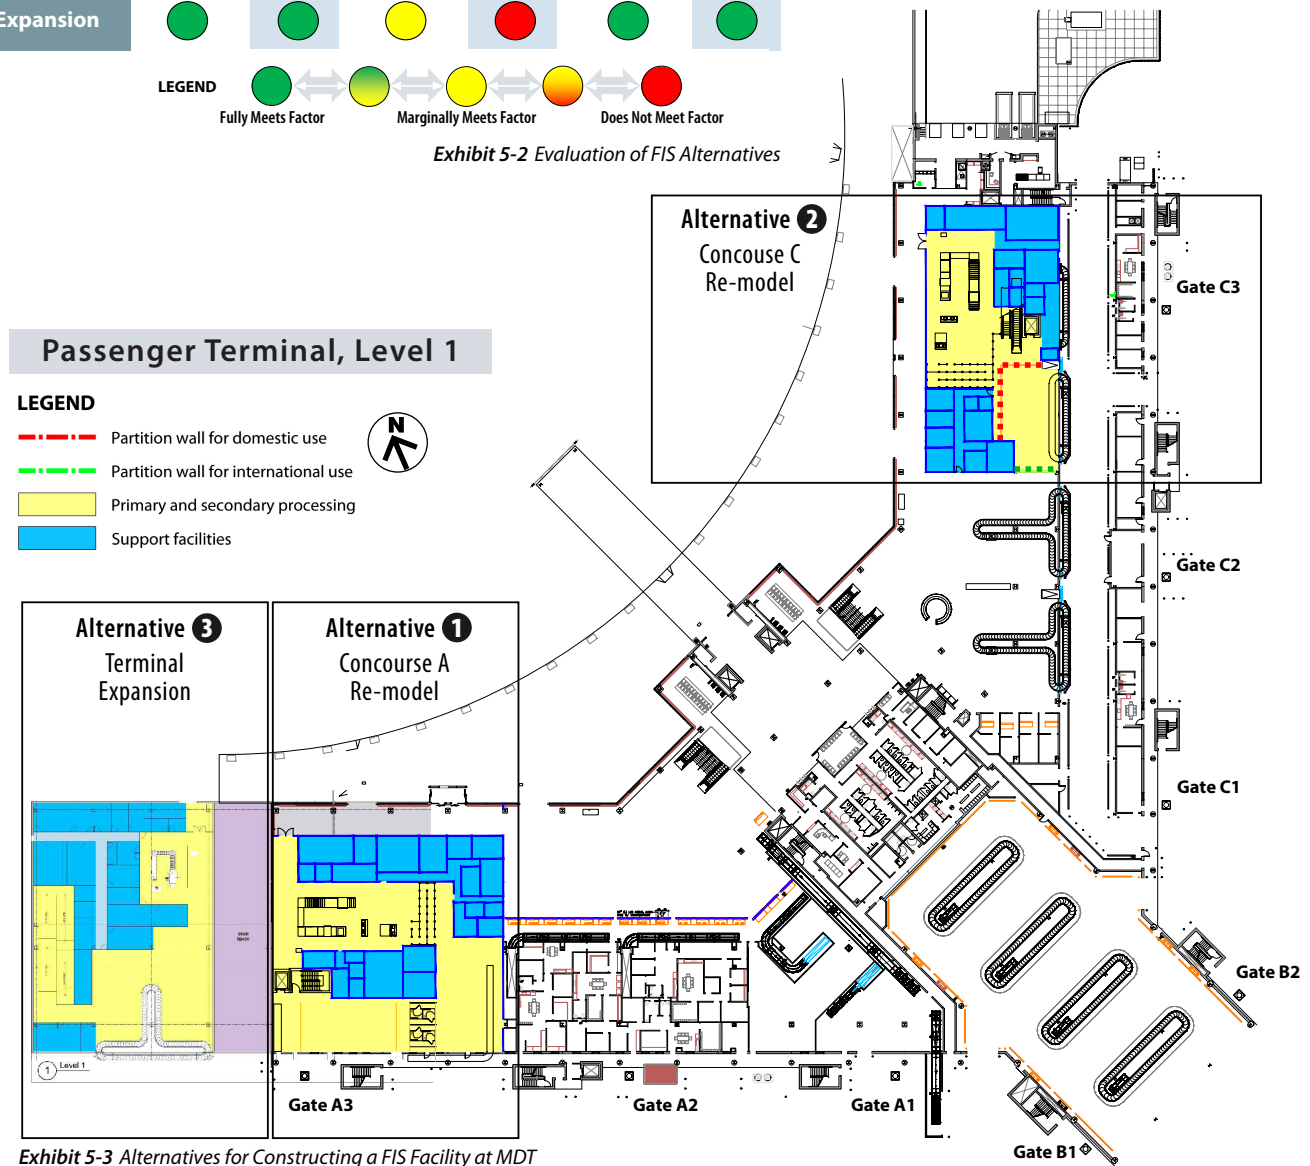 Expansion
LEGEND
Fully Meets Factor
Marginally Meets Factor
Does Not Meet Factor
Exhibit 5-2 Evaluation of FIS Alternatives
Alternative 2
Concouse C
Re-model
Gate C3
Passenger Terminal, Level 1
LEGEND
Partition wall for domestic use
Partition wall for international use
Primary and secondary processing
Support facilities
N
Gate C2
Alternative 3
Terminal
Expansion
Alternative 1
Concourse A
Re-model
Gate C1
Gate B2
1 Level 1
Gate A3
Gate A2
Gate A1
Gate B1
Exhibit 5-3 Alternatives for Constructing a FIS Facility at MDT